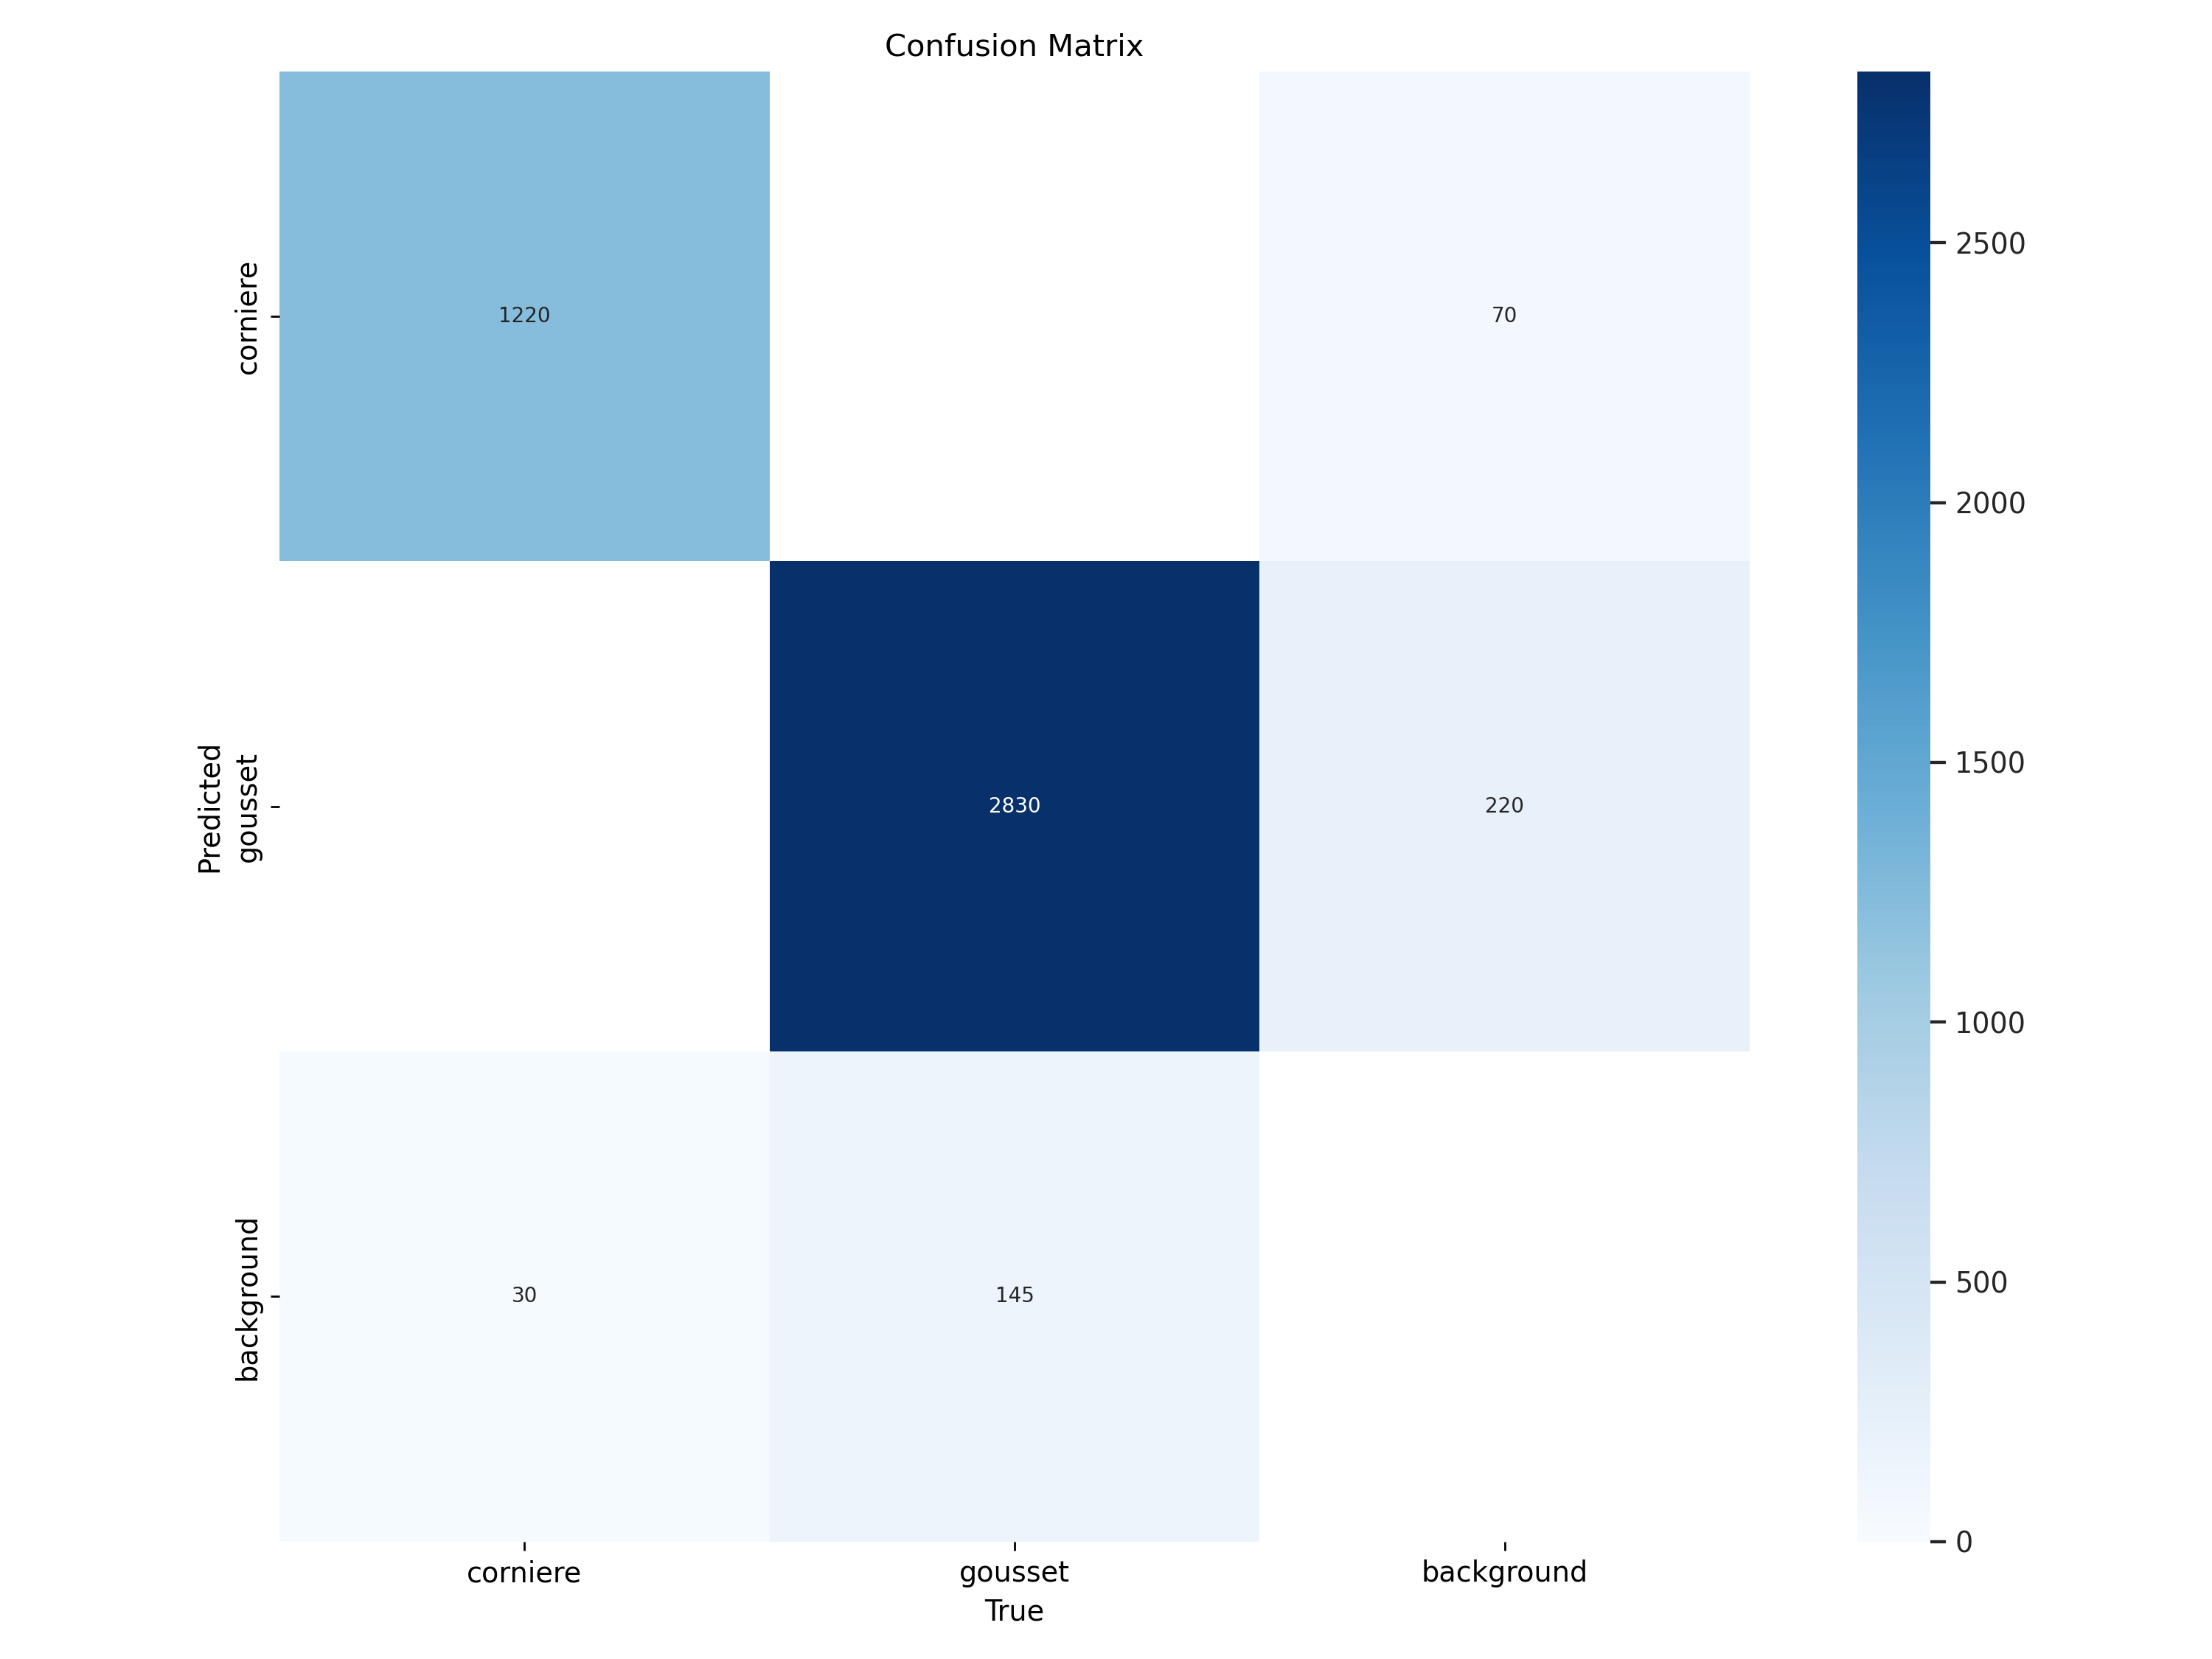 Confusion Matrix
corniere
1220
70
2500
2000
Predicted
gousset
2830
220
1500
1000
background
30
145
500
0
corniere
gousset
background
True